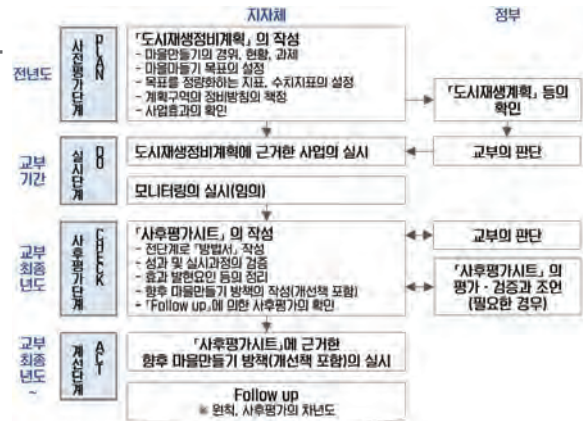 지자체
정부
전년도
사전평가단계
PLAN
「도시재생정비계획」의 작성
- 마을만들기의 경위, 현황, 과제
- 마을마들기 목표의 설정
- 목표를 정량화하는 지표, 수치지표의 설정
- 계획구역의 정비방침의 책정
- 사업효과의 확인
「도시재생계획」 등의
확인
교부
기간
실시단계
DO
도시재생정비계획에 근거한 사업의 실시
교부의 판단
모니터링의 실시(임의)
교부
최종
년도
사후평가단계
CHECK
「사후평가시트」의 작성
- 전단계로 「방법서」 작성
- 성과 및 실시과정의 검증
- 효과 발현요인 등의 정리
- 향후 마을만들기 방책의 작성(개선책 포함)
- 「Follow up」에 의한 사후평가의 확인
교부의 판단
「사후평가시트」의
평가·검증과 조언
(필요한 경우)
교부
최종
년도
~
개선단계
ACT
「사후평가시트」에 근거한
향후 마을만들기 방책(개선책 포함)의 실시
Follow up
※ 원칙, 사후평가의 차년도